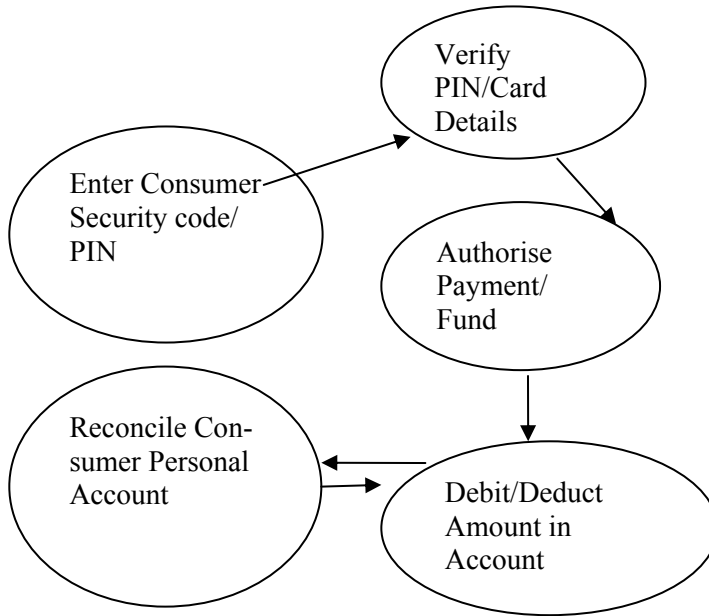 Verify
PIN/Card
Details
Enter Consumer
Security code/
PIN
Authorise
Payment/
Fund
Reconcile Con-
sumer Personal
Account
Debit/Deduct
Amount in
Account